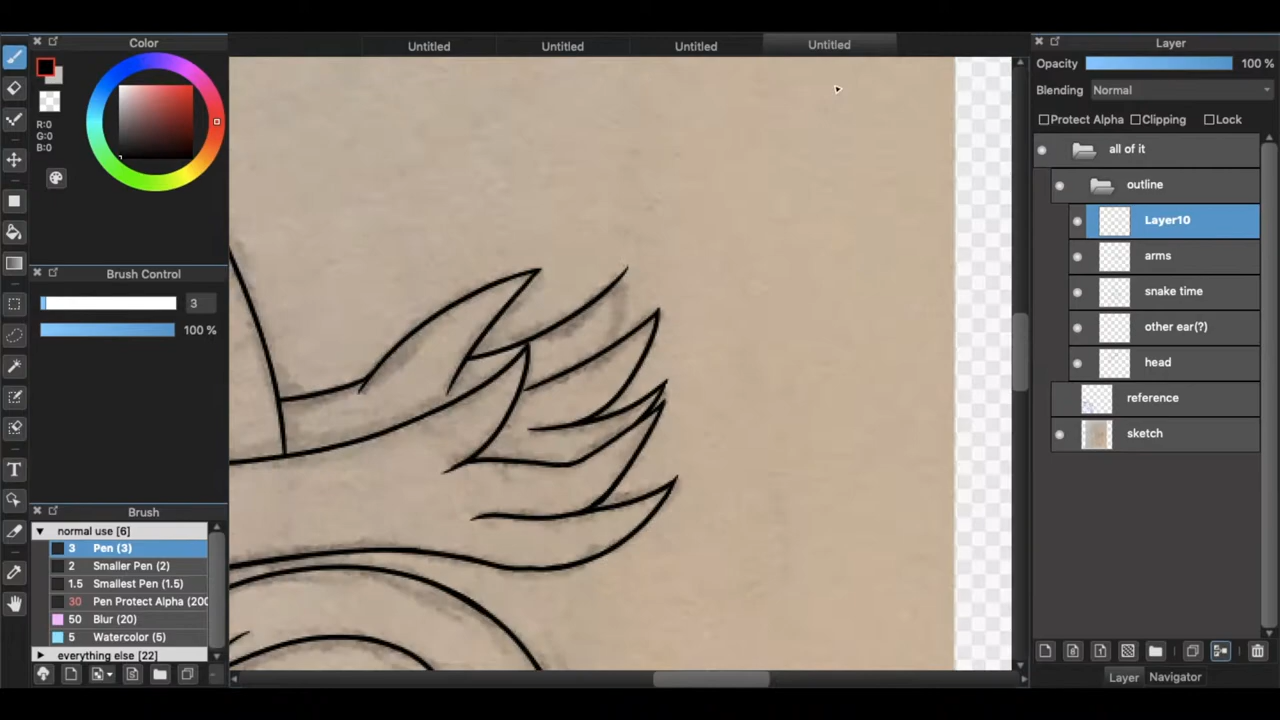 Color
Untitled
Untitled
Untitled
Untitled
Layer
Opacity
100 %
Blending
Normal
R:0
G:0
B:0
Protect Alpha
Clipping
Lock
all of it
outline
Layer10
arms
snake time
other ear(?)
head
reference
sketch
Brush Control
3
100 %
T
Brush
normal use [6]
3 Pen (3)
2 Smaller Pen (2)
1.5 Smallest Pen (1.5)
30 Pen Protect Alpha (200
50 Blur (20)
5 Watercolor (5)
everything else [22]
Layer
Navigator